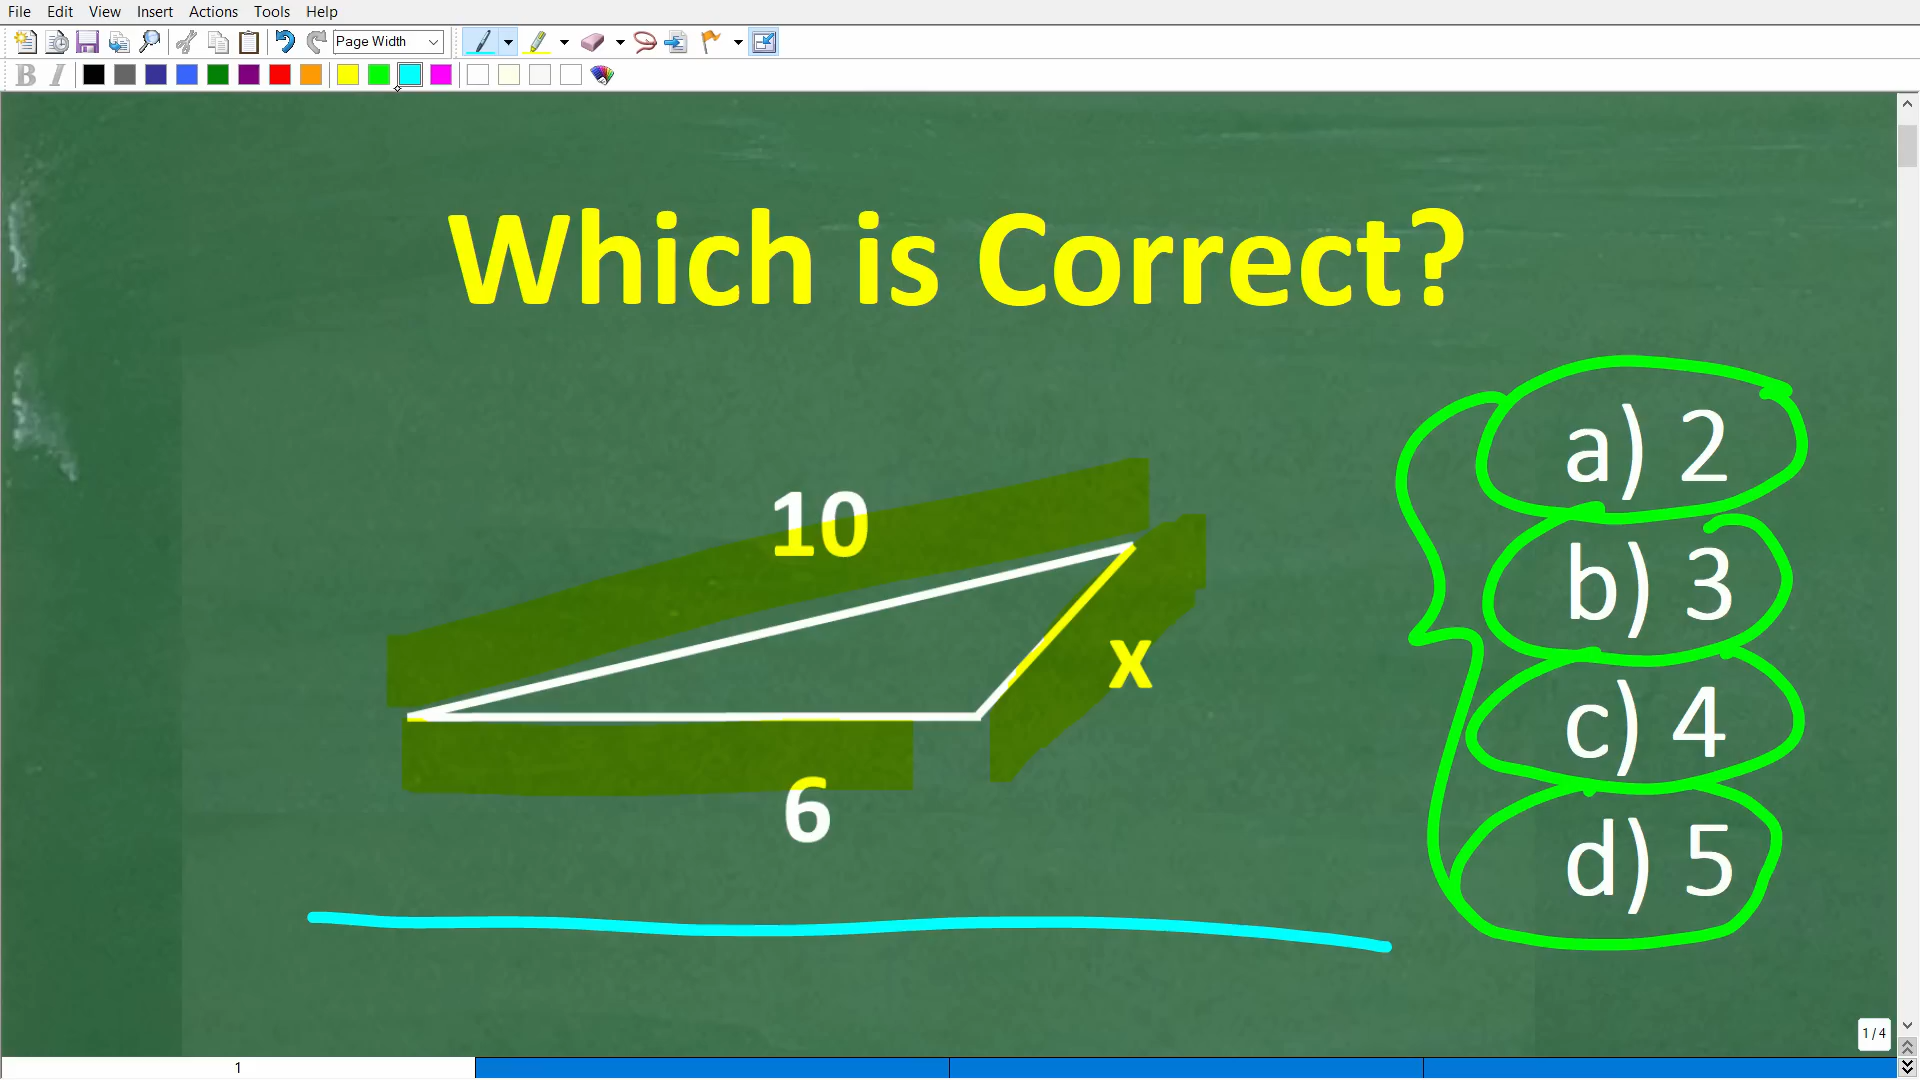 File Edit View Insert Actions Tools Help
Page Width
B I
Which is Correct?
10
x
6
a) 2
b) 3
c) 4
d) 5
1 / 4
1